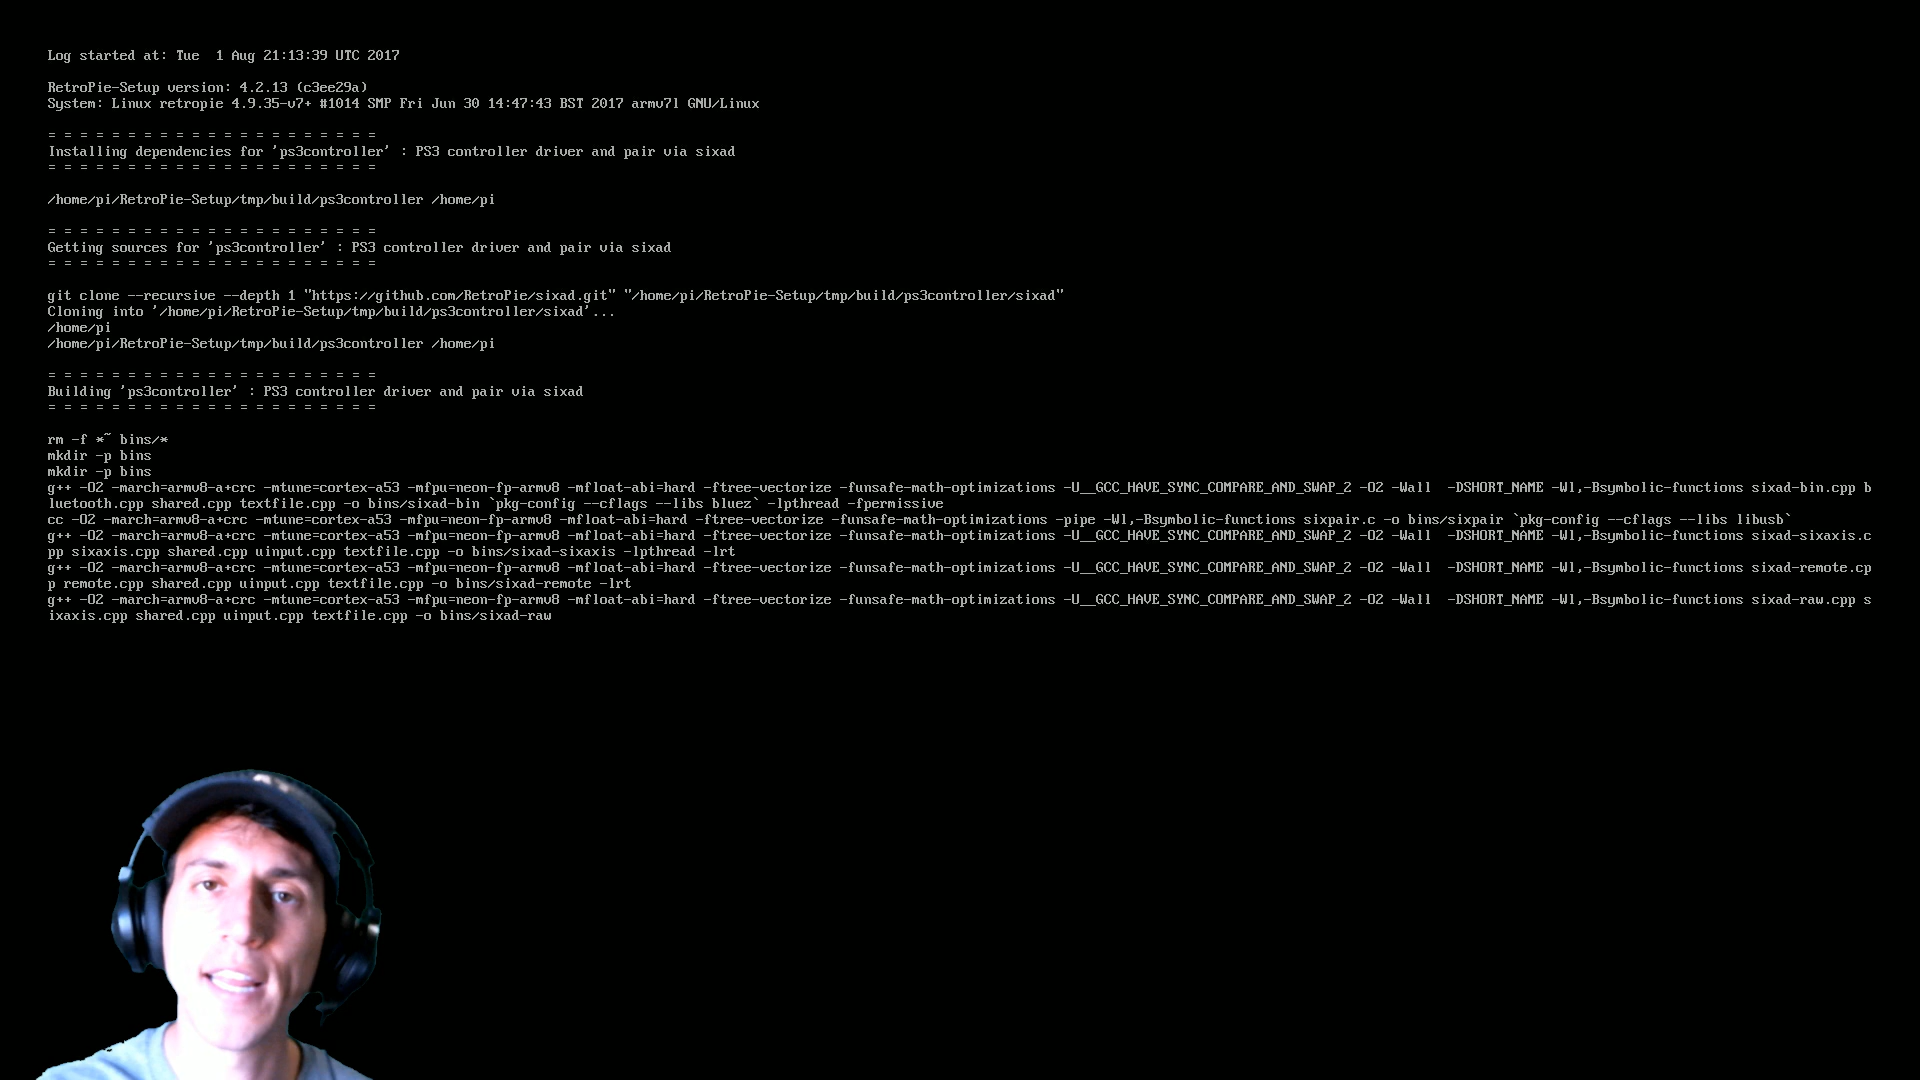 Log started at: Tue  1 Aug 21:13:39 UTC 2017
RetroPie-Setup version: 4.2.13 (c3ee29a)
System: Linux retropie 4.9.35-v7+ #1014 SMP Fri Jun 30 14:47:43 BST 2017 armv7l GNU/Linux
= = = = = = = = = = = = = = = = = = = = =
Installing dependencies for 'ps3controller' : PS3 controller driver and pair via sixad
= = = = = = = = = = = = = = = = = = = = =
/home/pi/RetroPie-Setup/tmp/build/ps3controller /home/pi
= = = = = = = = = = = = = = = = = = = = =
Getting sources for 'ps3controller' : PS3 controller driver and pair via sixad
= = = = = = = = = = = = = = = = = = = = =
git clone --recursive --depth 1 "https://github.com/RetroPie/sixad.git" "/home/pi/RetroPie-Setup/tmp/build/ps3controller/sixad"
Cloning into '/home/pi/RetroPie-Setup/tmp/build/ps3controller/sixad'...
/home/pi
/home/pi/RetroPie-Setup/tmp/build/ps3controller /home/pi
= = = = = = = = = = = = = = = = = = = = =
Building 'ps3controller' : PS3 controller driver and pair via sixad
= = = = = = = = = = = = = = = = = = = = =
rm -f *~ bins/*
mkdir -p bins
mkdir -p bins
g++ -O2 -march=armv8-a+crc -mtune=cortex-a53 -mfpu=neon-fp-armv8 -mfloat-abi=hard -ftree-vectorize -funsafe-math-optimizations -U__GCC_HAVE_SYNC_COMPARE_AND_SWAP_2 -O2 -Wall  -DSHORT_NAME -Wl,-Bsymbolic-functions sixad-bin.cpp b
luetooth.cpp shared.cpp textfile.cpp -o bins/sixad-bin `pkg-config --cflags --libs bluez` -lpthread -fpermissive
cc -O2 -march=armv8-a+crc -mtune=cortex-a53 -mfpu=neon-fp-armv8 -mfloat-abi=hard -ftree-vectorize -funsafe-math-optimizations -pipe -Wl,-Bsymbolic-functions sixpair.c -o bins/sixpair `pkg-config --cflags --libs libusb`
g++ -O2 -march=armv8-a+crc -mtune=cortex-a53 -mfpu=neon-fp-armv8 -mfloat-abi=hard -ftree-vectorize -funsafe-math-optimizations -U__GCC_HAVE_SYNC_COMPARE_AND_SWAP_2 -O2 -Wall  -DSHORT_NAME -Wl,-Bsymbolic-functions sixad-sixaxis.c
pp sixaxis.cpp shared.cpp uinput.cpp textfile.cpp -o bins/sixad-sixaxis -lpthread -lrt
g++ -O2 -march=armv8-a+crc -mtune=cortex-a53 -mfpu=neon-fp-armv8 -mfloat-abi=hard -ftree-vectorize -funsafe-math-optimizations -U__GCC_HAVE_SYNC_COMPARE_AND_SWAP_2 -O2 -Wall  -DSHORT_NAME -Wl,-Bsymbolic-functions sixad-remote.cp
p remote.cpp shared.cpp uinput.cpp textfile.cpp -o bins/sixad-remote -lrt
g++ -O2 -march=armv8-a+crc -mtune=cortex-a53 -mfpu=neon-fp-armv8 -mfloat-abi=hard -ftree-vectorize -funsafe-math-optimizations -U__GCC_HAVE_SYNC_COMPARE_AND_SWAP_2 -O2 -Wall  -DSHORT_NAME -Wl,-Bsymbolic-functions sixad-raw.cpp s
ixaxis.cpp shared.cpp uinput.cpp textfile.cpp -o bins/sixad-raw